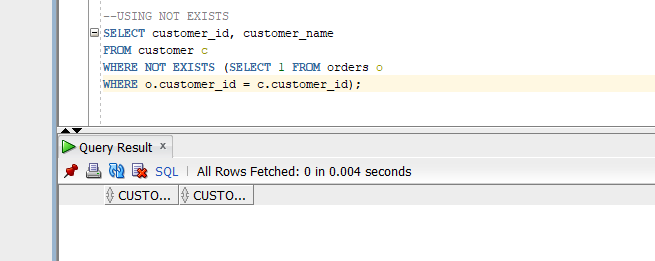 --USING NOT EXISTS
SELECT customer_id, customer_name
FROM customer c
WHERE NOT EXISTS (SELECT 1 FROM orders o
WHERE o.customer_id = c.customer_id);
Query Result x
SQL | All Rows Fetched: 0 in 0.004 seconds
CUSTO... CUSTO...